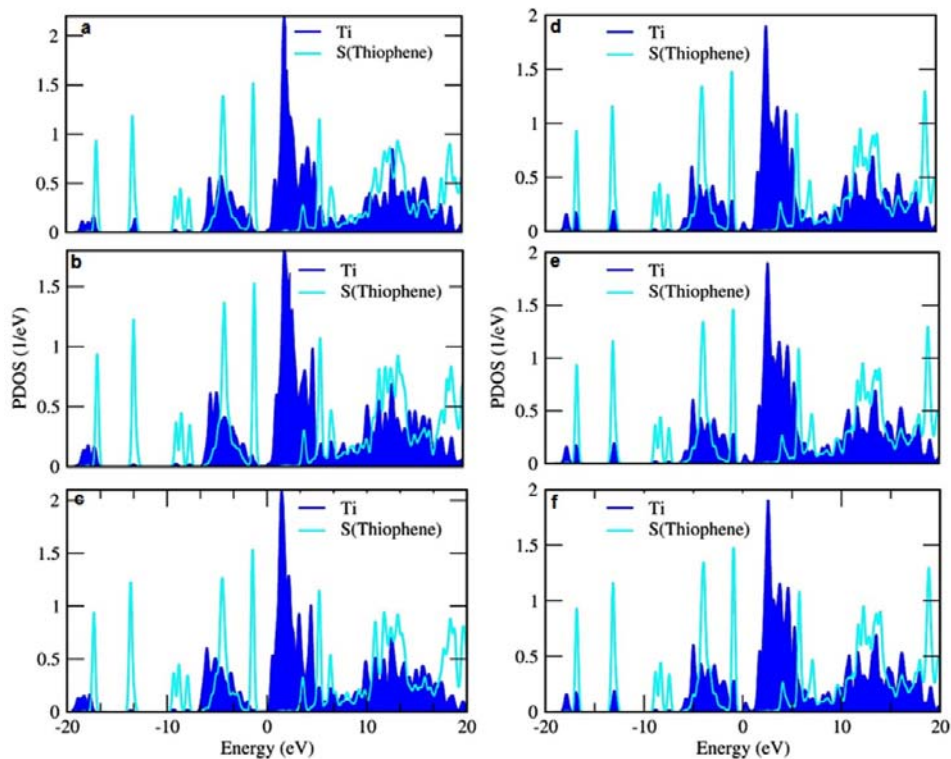 a
Ti
S(Thiophene)
2
1.5
1
0.5
0
b
Ti
S(Thiophene)
1.5
1
0.5
0
PDOS (1/eV)
c
Ti
S(Thiophene)
2
1.5
1
0.5
0
-20
-10
0
10
20
Energy (eV)
d
Ti
S(Thiophene)
2
1.5
1
0.5
0
e
Ti
S(Thiophene)
2
1.5
1
0.5
0
PDOS (1/eV)
f
Ti
S(Thiophene)
2
1.5
1
0.5
0
-20
-10
0
10
20
Energy (eV)